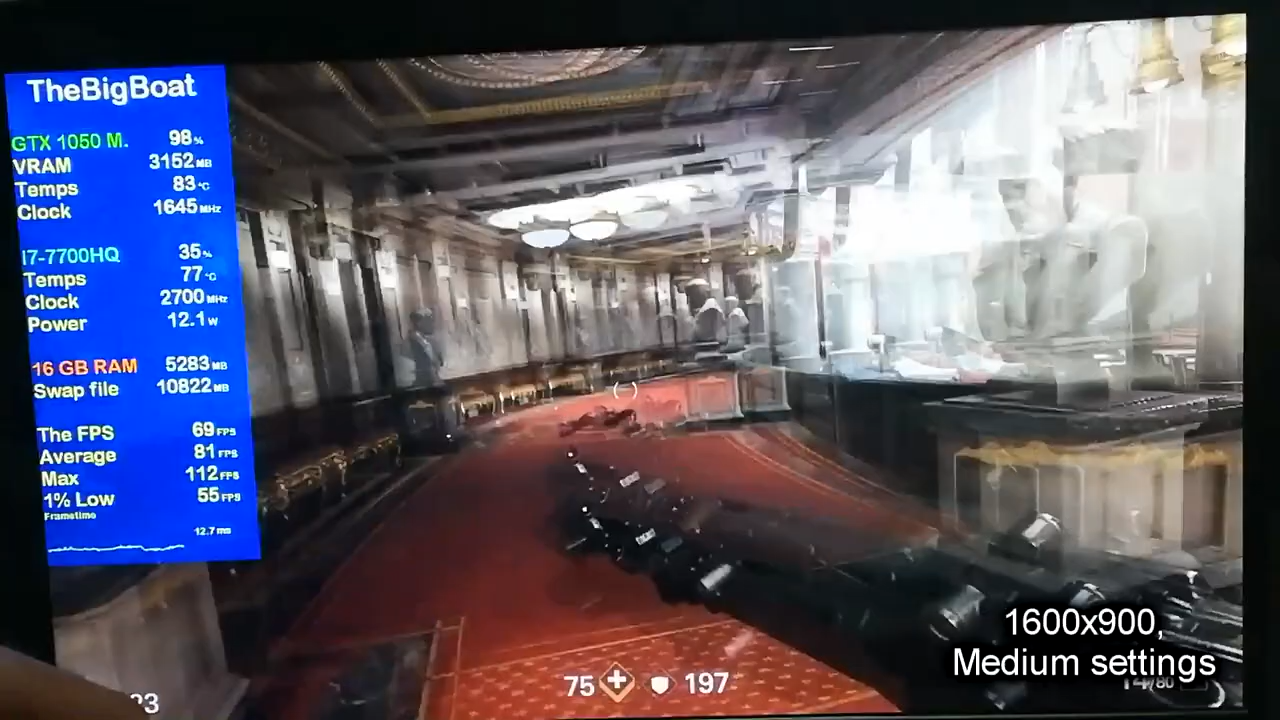 TheBigBoat
GTX 1050 M. 98%
VRAM 3152 MB
Temps 83 °C
Clock 1645 MHz
I7-7700HQ 35%
Temps 77 °C
Clock 2700 MHz
Power 12.1 W
16 GB RAM 5283 MB
Swap file 10822 MB
The FPS 69 FPS
Average 81 FPS
Max 112 FPS
1% Low 55 FPS
Frametime
12.7 ms
75 197
1600x900,
Medium settings
/80